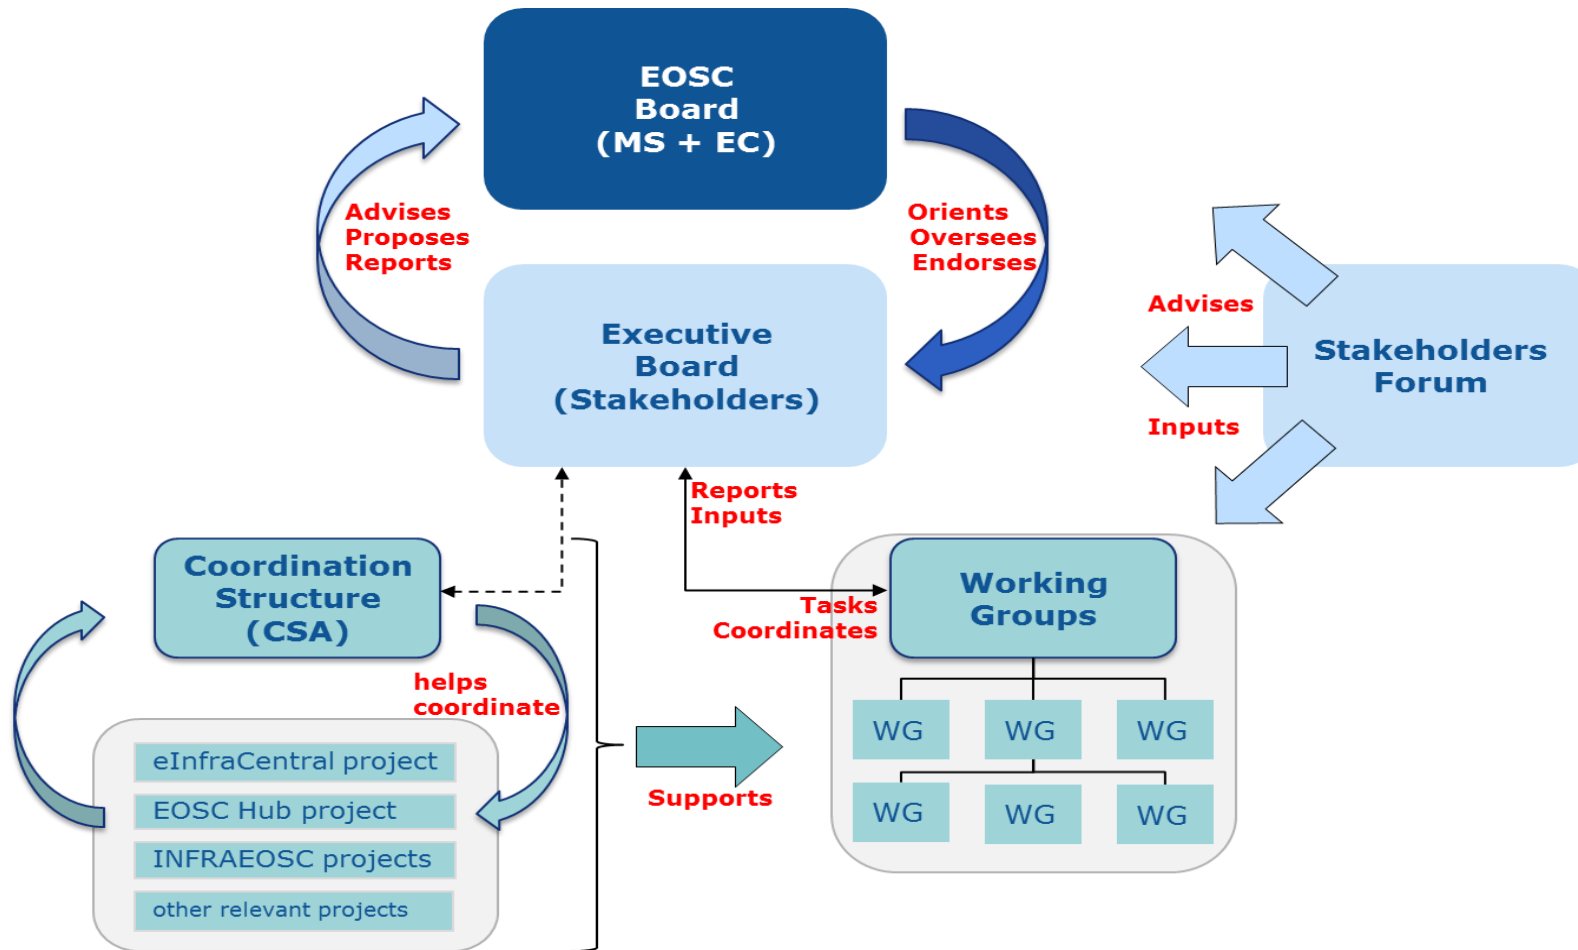 EOSC
Board
(MS + EC)
Advises
Proposes
Reports
Orients
Oversees
Endorses
Executive
Board
(Stakeholders)
Advises
Inputs
Stakeholders
Forum
Reports
Inputs
Tasks
Coordinates
Coordination
Structure
(CSA)
helps
coordinate
eInfraCentral project
EOSC Hub project
INFRAEOSC projects
other relevant projects
Supports
Working
Groups
WG
WG
WG
WG
WG
WG